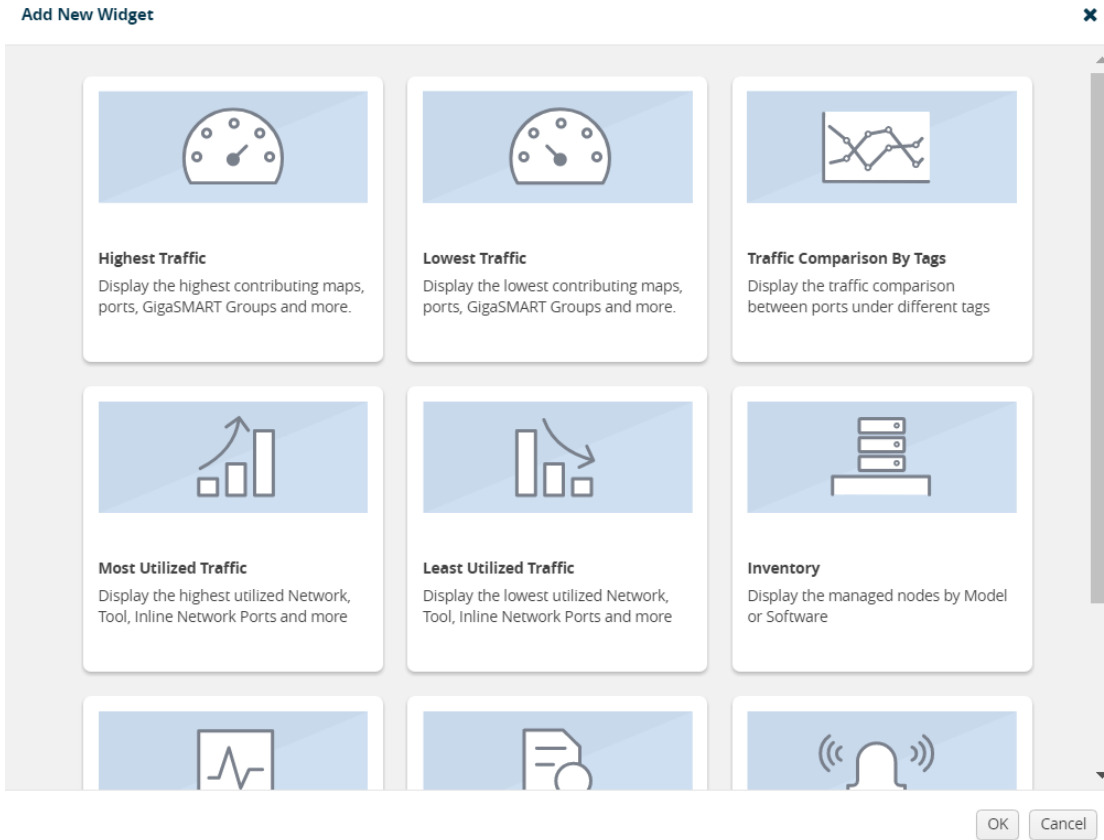 Add New Widget
Highest Traffic
Display the highest contributing maps,
ports, GigaSMART Groups and more.
Lowest Traffic
Display the lowest contributing maps,
ports, GigaSMART Groups and more.
Traffic Comparison By Tags
Display the traffic comparison
between ports under different tags
Most Utilized Traffic
Display the highest utilized Network,
Tool, Inline Network Ports and more
Least Utilized Traffic
Display the lowest utilized Network,
Tool, Inline Network Ports and more
Inventory
Display the managed nodes by Model
or Software
OK
Cancel